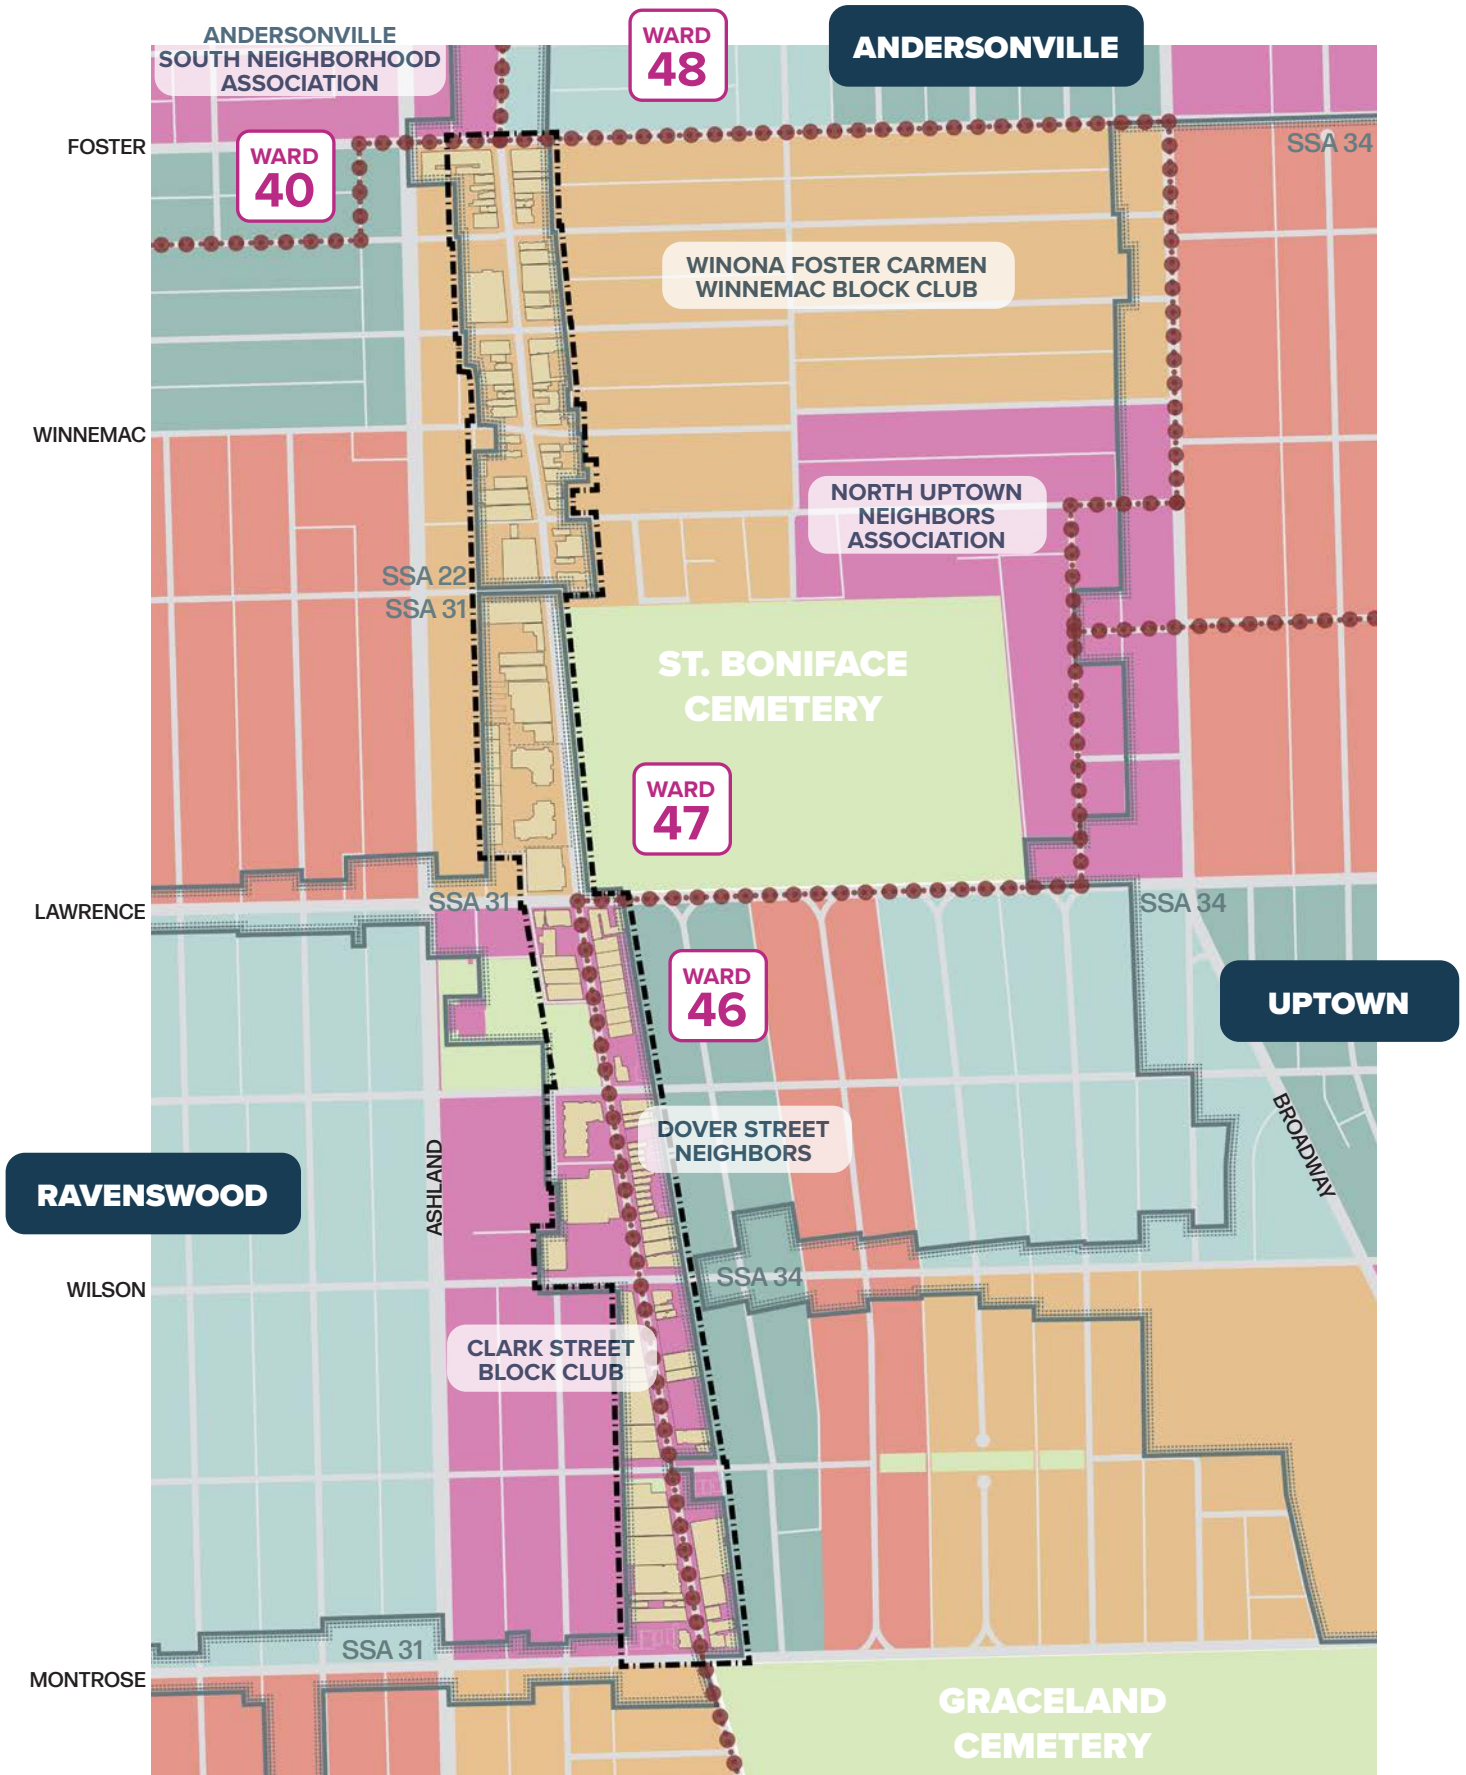 ANDERSONVILLE
SOUTH NEIGHBORHOOD
ASSOCIATION
WARD
48
ANDERSONVILLE
FOSTER
SSA 34
WARD
40
WINONA FOSTER CARMEN
WINNEMAC BLOCK CLUB
WINNEMAC
NORTH UPTOWN
NEIGHBORS
ASSOCIATION
SSA 22
SSA 31
ST. BONIFACE
CEMETERY
WARD
47
SSA 31
SSA 34
LAWRENCE
WARD
46
UPTOWN
BROADWAY
DOVER STREET
NEIGHBORS
ASHLAND
RAVENSWOOD
SSA 34
WILSON
CLARK STREET
BLOCK CLUB
SSA 31
MONTROSE
GRACELAND
CEMETERY